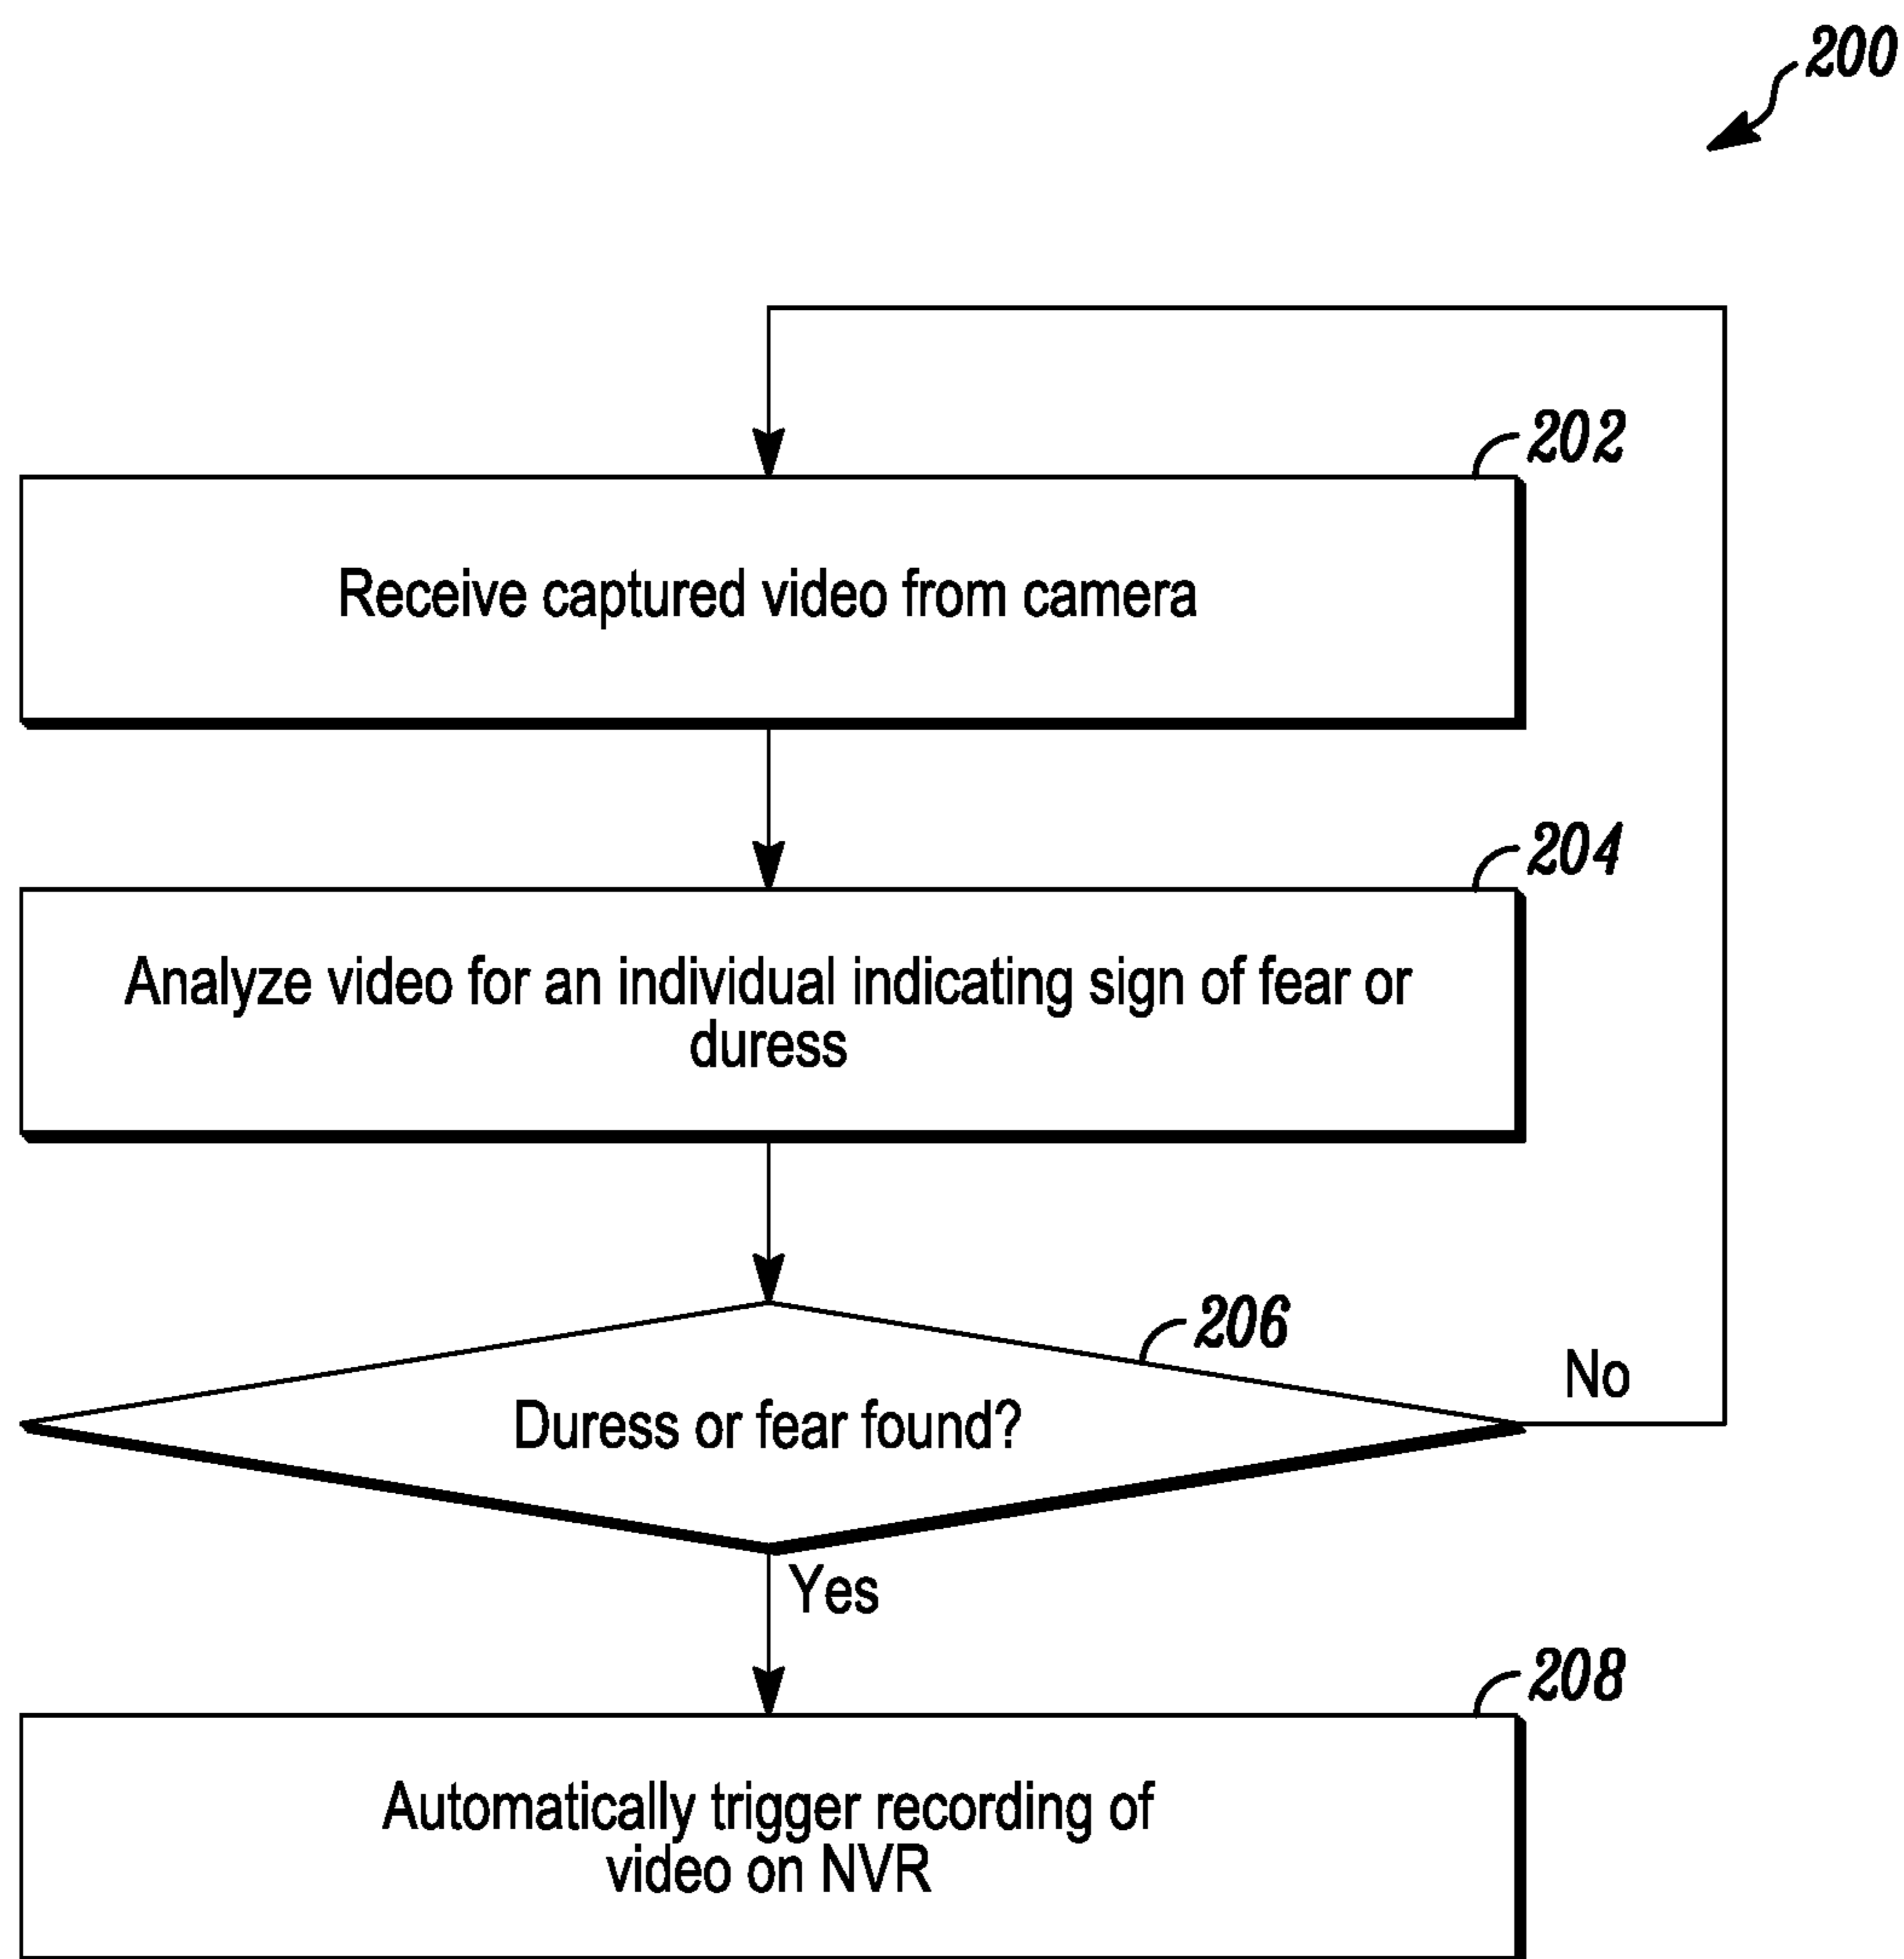 200
202
Receive captured video from camera
204
Analyze video for an individual indicating sign of fear or
duress
206
Duress or fear found?
No
Yes
208
Automatically trigger recording of
video on NVR